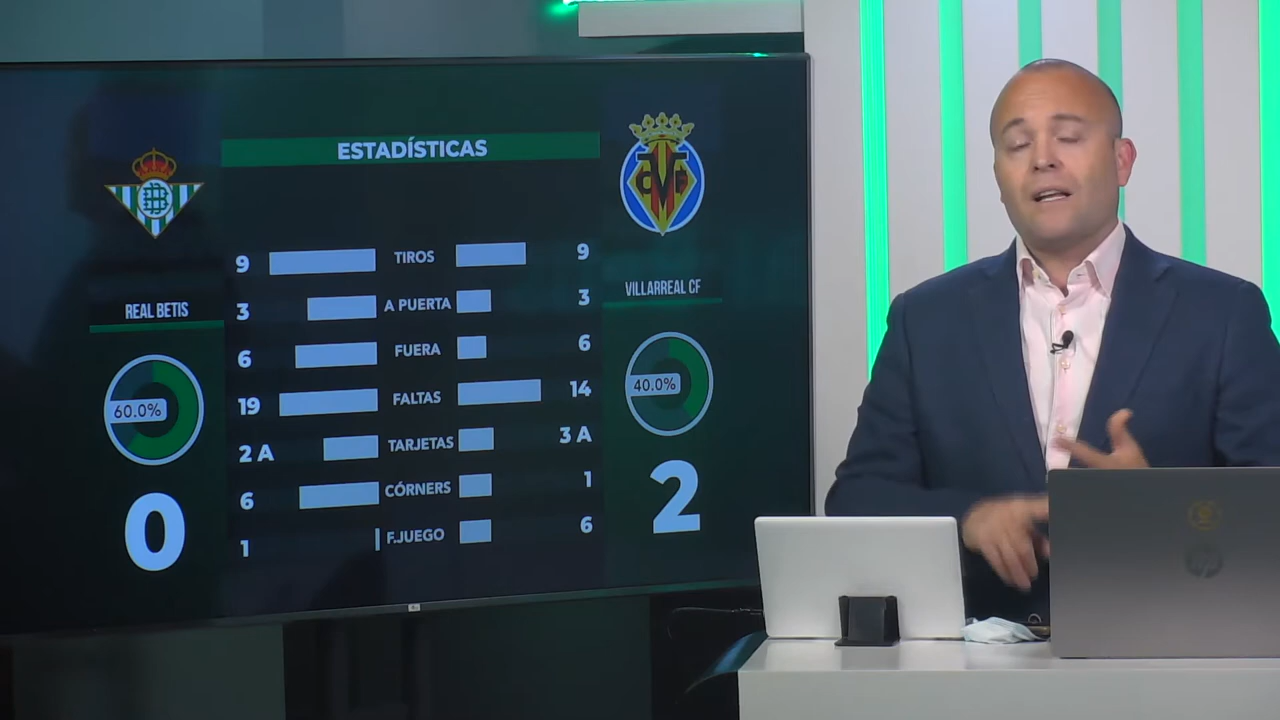 ESTADÍSTICAS
9 TIROS 9
3 A PUERTA 3
6 FUERA 6
19 FALTAS 14
2 A TARJETAS 3 A
6 CÓRNERS 1
1 F.JUEGO 6
REAL BETIS
60.0%
0
VILLARREAL CF
40.0%
2
hp